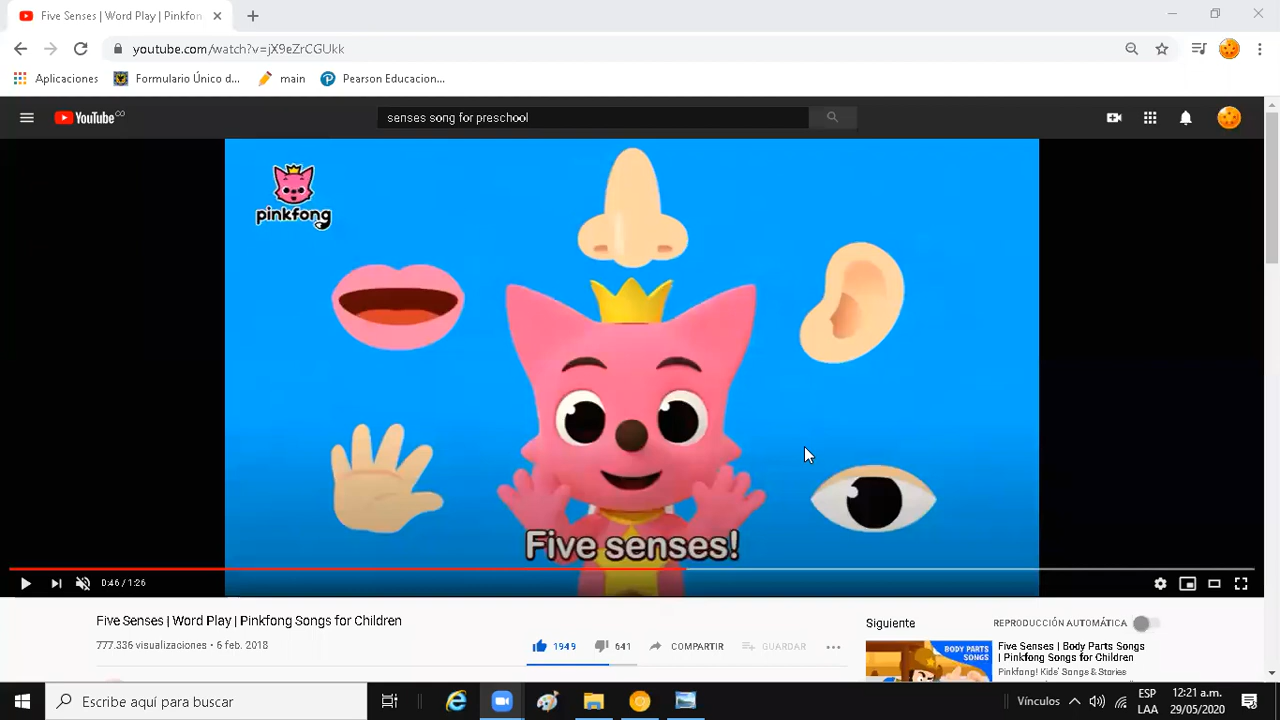 Five Senses | Word Play | Pinkfon
youtube.com/watch?v=jX9eZrCGUkk
Aplicaciones
Formulario Único d...
main
Pearson Educacion...
YouTube CO
senses song for preschool
pinkfong
Five senses!
0:46 / 1:26
Five Senses | Word Play | Pinkfong Songs for Children
777.336 visualizaciones • 6 feb. 2018
1949
641
COMPARTIR
GUARDAR
Siguiente
REPRODUCCIÓN AUTOMÁTICA
BODY PARTS
SONGS
Five Senses | Body Parts Songs
| Pinkfong Songs for Children
Pinkfong! Kids' Songs & Stories
Escribe aquí para buscar
Vínculos
ESP
LAA
12:21 a.m.
29/05/2020